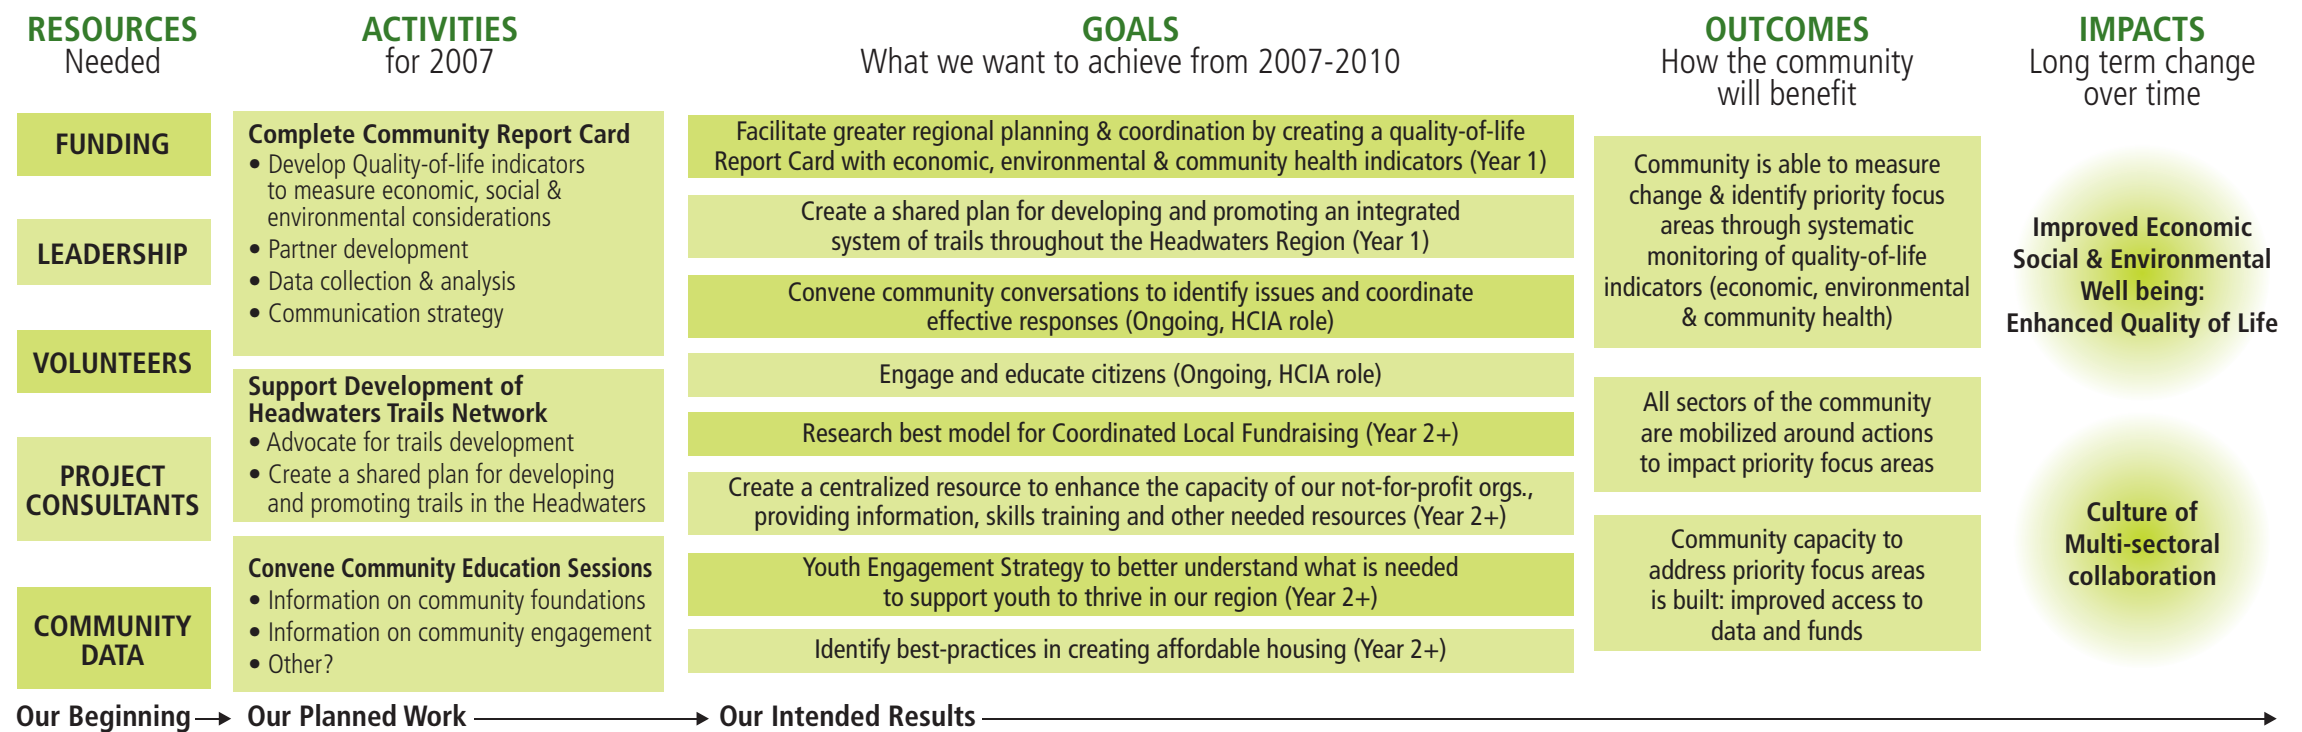 RESOURCES
Needed
FUNDING
LEADERSHIP
VOLUNTEERS
PROJECT
CONSULTANTS
COMMUNITY
DATA
ACTIVITIES
for 2007
Complete Community Report Card
• Develop Quality-of-life indicators
to measure economic, social &
environmental considerations
• Partner development
• Data collection & analysis
• Communication strategy
Support Development of
Headwaters Trails Network
• Advocate for trails development
• Create a shared plan for developing
and promoting trails in the Headwaters
Convene Community Education Sessions
• Information on community foundations
• Information on community engagement
• Other?
GOALS
What we want to achieve from 2007-2010
Facilitate greater regional planning & coordination by creating a quality-of-life
Report Card with economic, environmental & community health indicators (Year 1)
Create a shared plan for developing and promoting an integrated
system of trails throughout the Headwaters Region (Year 1)
Convene community conversations to identify issues and coordinate
effective responses (Ongoing, HCIA role)
Engage and educate citizens (Ongoing, HCIA role)
Research best model for Coordinated Local Fundraising (Year 2+)
Create a centralized resource to enhance the capacity of our not-for-profit orgs.,
providing information, skills training and other needed resources (Year 2+)
Youth Engagement Strategy to better understand what is needed
to support youth to thrive in our region (Year 2+)
Identify best-practices in creating affordable housing (Year 2+)
OUTCOMES
How the community
will benefit
Community is able to measure
change & identify priority focus
areas through systematic
monitoring of quality-of-life
indicators (economic, environmental
& community health)
All sectors of the community
are mobilized around actions
to impact priority focus areas
Community capacity to
address priority focus areas
is built: improved access to
data and funds
IMPACTS
Long term change
over time
Improved Economic
Social & Environmental
Well being:
Enhanced Quality of Life
Culture of
Multi-sectoral
collaboration
Our Beginning
Our Planned Work
Our Intended Results